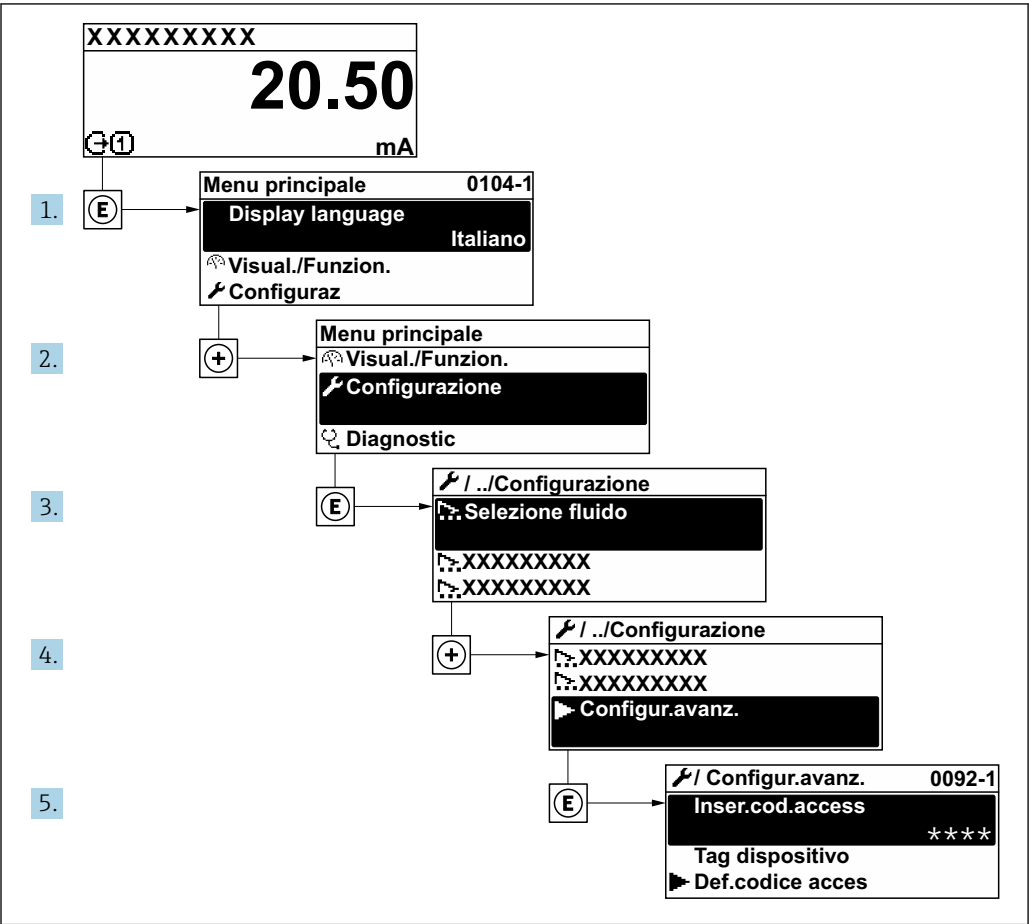 XXXXXXXXX
20.50
1
mA
Menu principale 0104-1
1. E Display language
Italiano
Visual./Funzion.
Configuraz
Menu principale
2. + Visual./Funzion.
Configurazione
Diagnostic
/ ../Configurazione
3. E Selezione fluido
XXXXXXXXX
XXXXXXXXX
/ ../Configurazione
4. + XXXXXXXXX
XXXXXXXXX
Configur.avanz.
/ Configur.avanz. 0092-1
5. E Inser.cod.access
****
Tag dispositivo
Def.codice acces